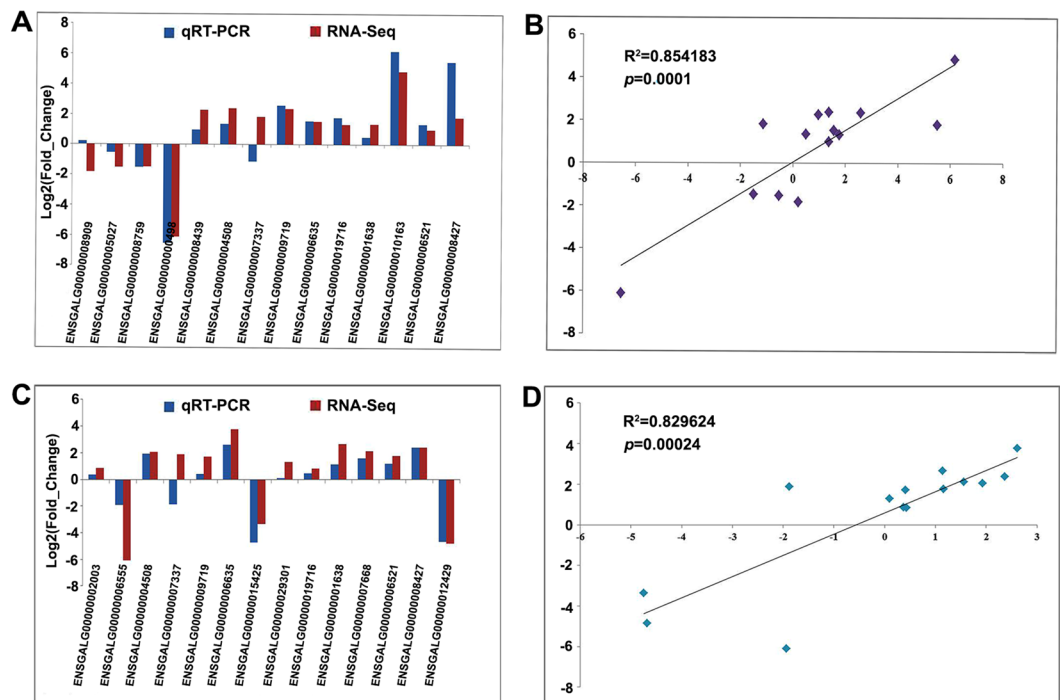 A
qRT-PCR RNA-Seq
Log2(Fold_Change)
8
6
4
2
0
-2
-4
-6
-8
ENSGALG00000008909
ENSGALG00000005027
ENSGALG00000008759
ENSGALG00000000498
ENSGALG00000008439
ENSGALG00000004508
ENSGALG00000007337
ENSGALG00000009719
ENSGALG00000006635
ENSGALG00000019716
ENSGALG00000001638
ENSGALG00000010163
ENSGALG00000006521
ENSGALG00000008427
B
R²=0.854183
p=0.0001
6
4
2
0
-2
-4
-6
-8
-8 -6 -4 -2 0 2 4 6 8
C
qRT-PCR RNA-Seq
Log2(Fold_Change)
6
4
2
0
-2
-4
-6
-8
ENSGALG00000002003
ENSGALG00000006555
ENSGALG00000004508
ENSGALG00000007337
ENSGALG00000009719
ENSGALG00000006635
ENSGALG00000015425
ENSGALG00000029301
ENSGALG00000019716
ENSGALG00000001638
ENSGALG00000007668
ENSGALG00000006521
ENSGALG00000008427
ENSGALG00000012429
D
R²=0.829624
p=0.00024
6
4
2
0
-2
-4
-6
-8
-6 -5 -4 -3 -2 -1 0 1 2 3